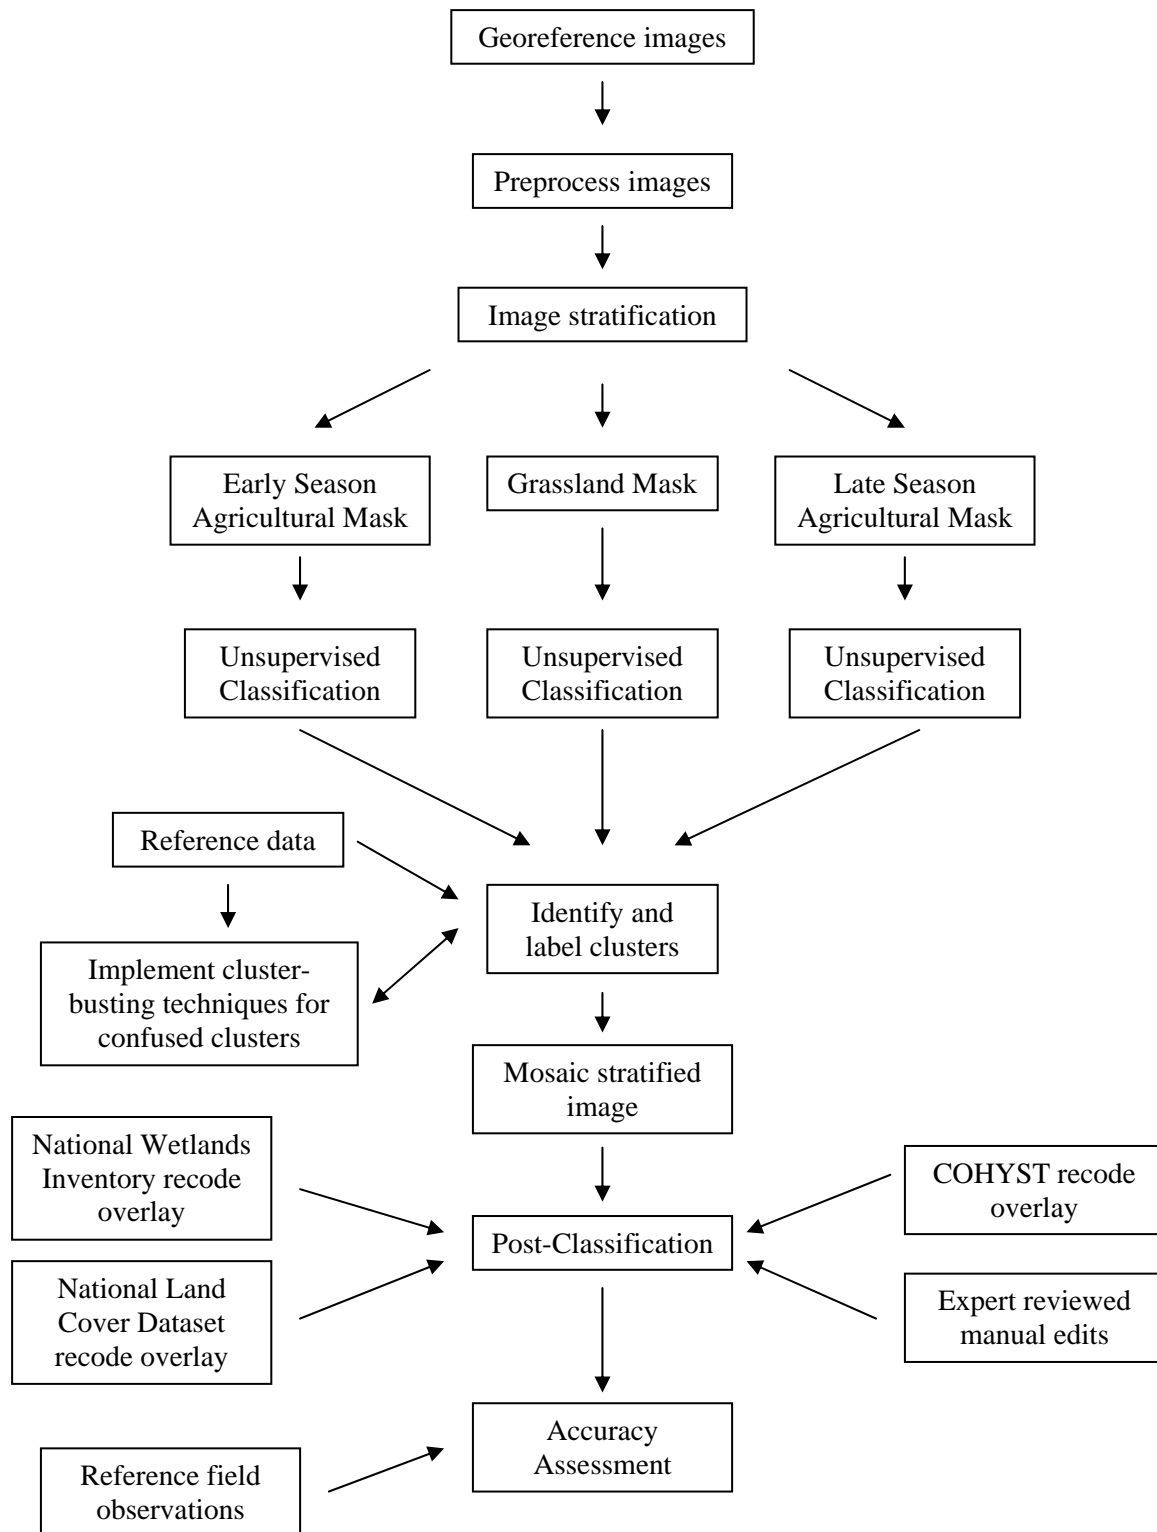 Georeference images
Preprocess images
Image stratification
Early Season
Agricultural Mask
Grassland Mask
Late Season
Agricultural Mask
Unsupervised
Classification
Unsupervised
Classification
Unsupervised
Classification
Reference data
Identify and
label clusters
Implement cluster-
busting techniques for
confused clusters
Mosaic stratified
image
National Wetlands
Inventory recode
overlay
COHYST recode
overlay
Post-Classification
National Land
Cover Dataset
recode overlay
Expert reviewed
manual edits
Accuracy
Assessment
Reference field
observations